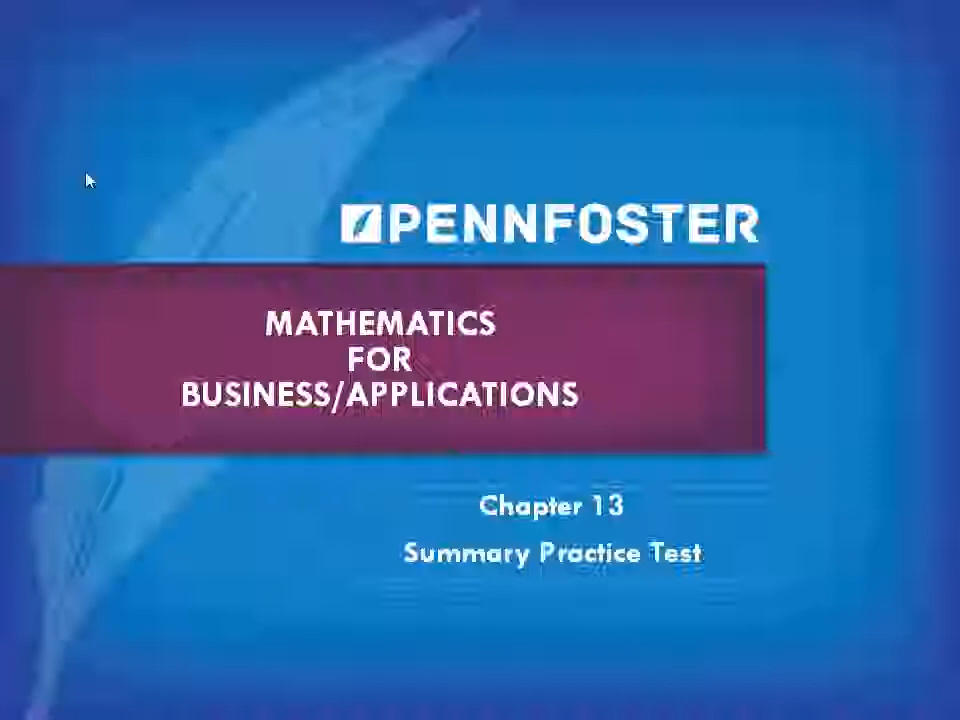 PENNFOSTER
MATHEMATICS
FOR
BUSINESS/APPLICATIONS
Chapter 13
Summary Practice Test